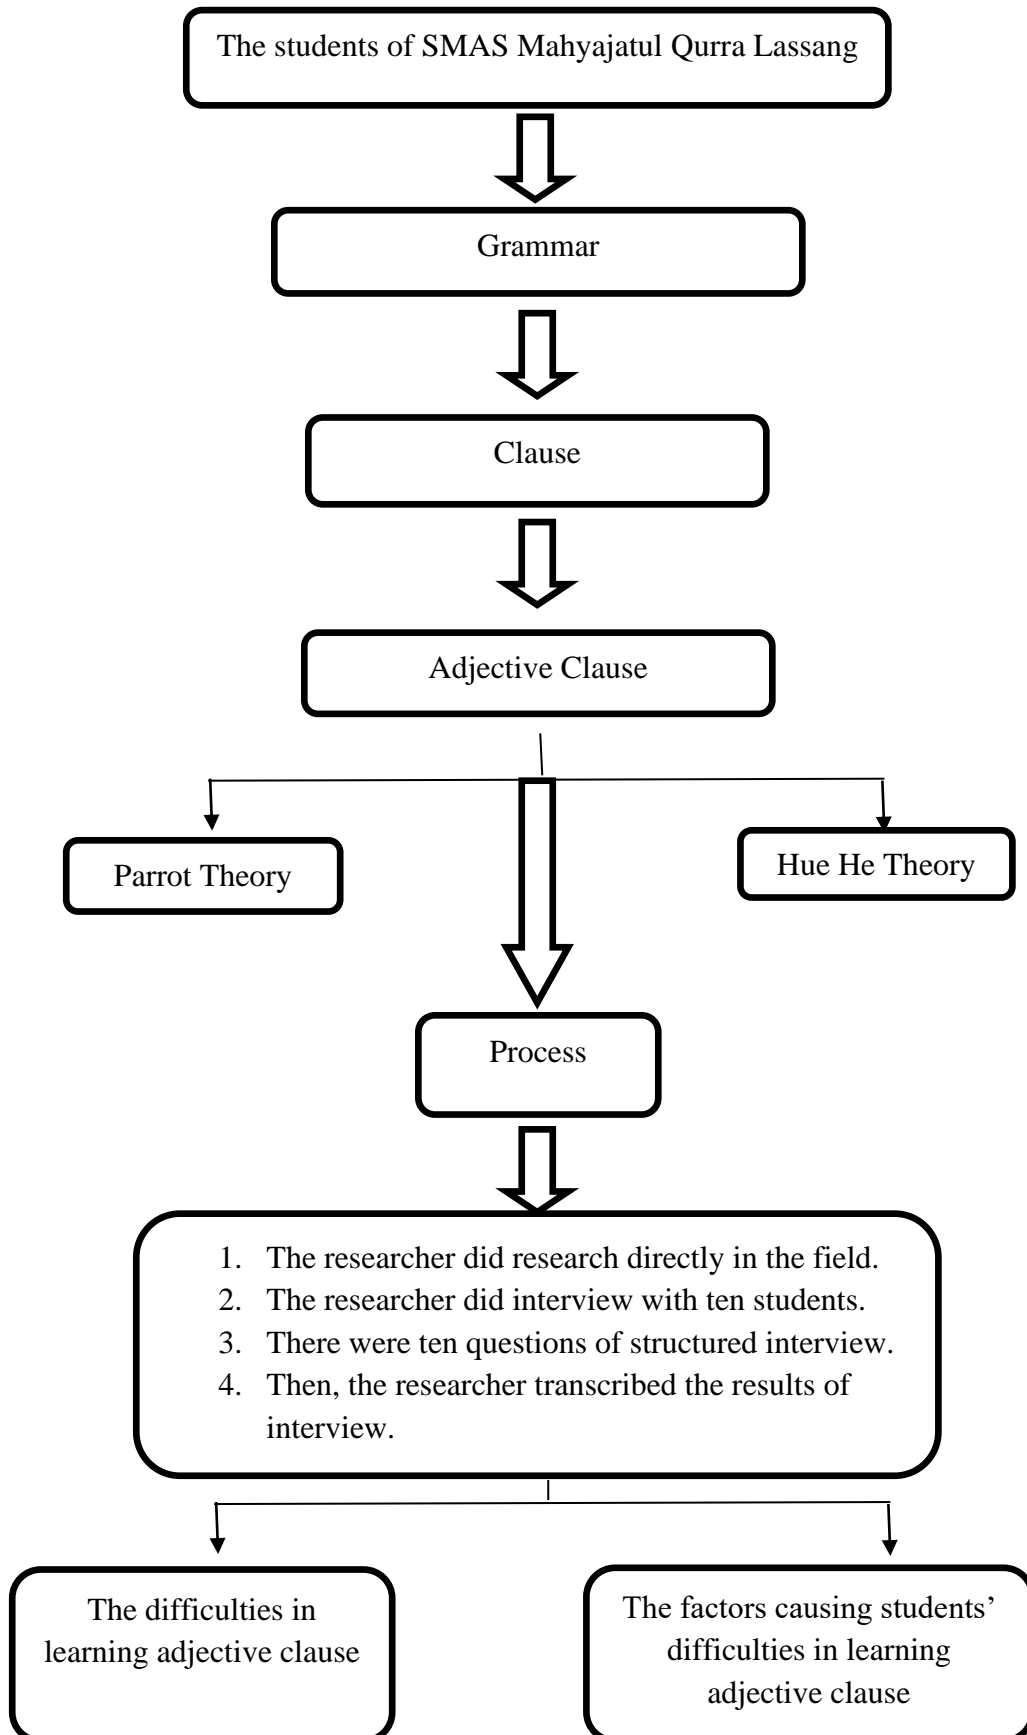 The students of SMAS Mahyajatul Qurra Lassang
Grammar
Clause
Adjective Clause
Parrot Theory
Hue He Theory
Process
1. The researcher did research directly in the field.
2. The researcher did interview with ten students.
3. There were ten questions of structured interview.
4. Then, the researcher transcribed the results of
interview.
The difficulties in
learning adjective clause
The factors causing students’
difficulties in learning
adjective clause